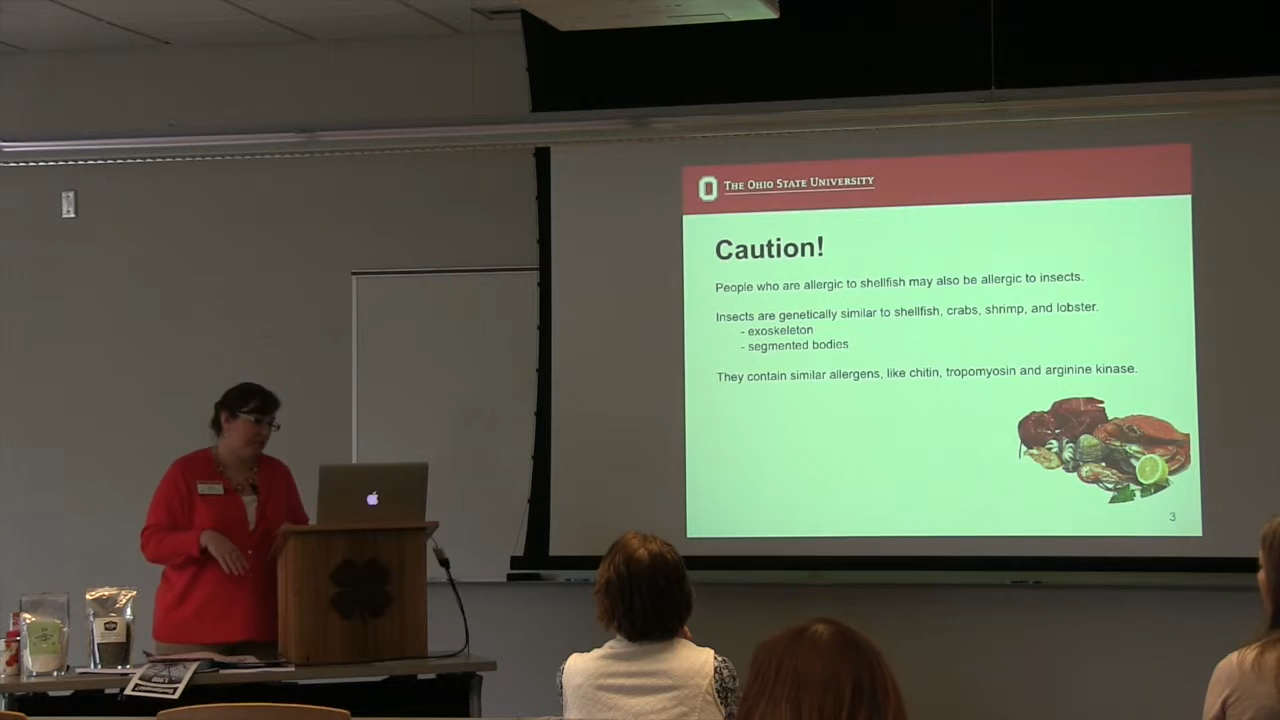 THE OHIO STATE UNIVERSITY
Caution!
People who are allergic to shellfish may also be allergic to insects.
Insects are genetically similar to shellfish, crabs, shrimp, and lobster.
- exoskeleton
- segmented bodies
They contain similar allergens, like chitin, tropomyosin and arginine kinase.
3